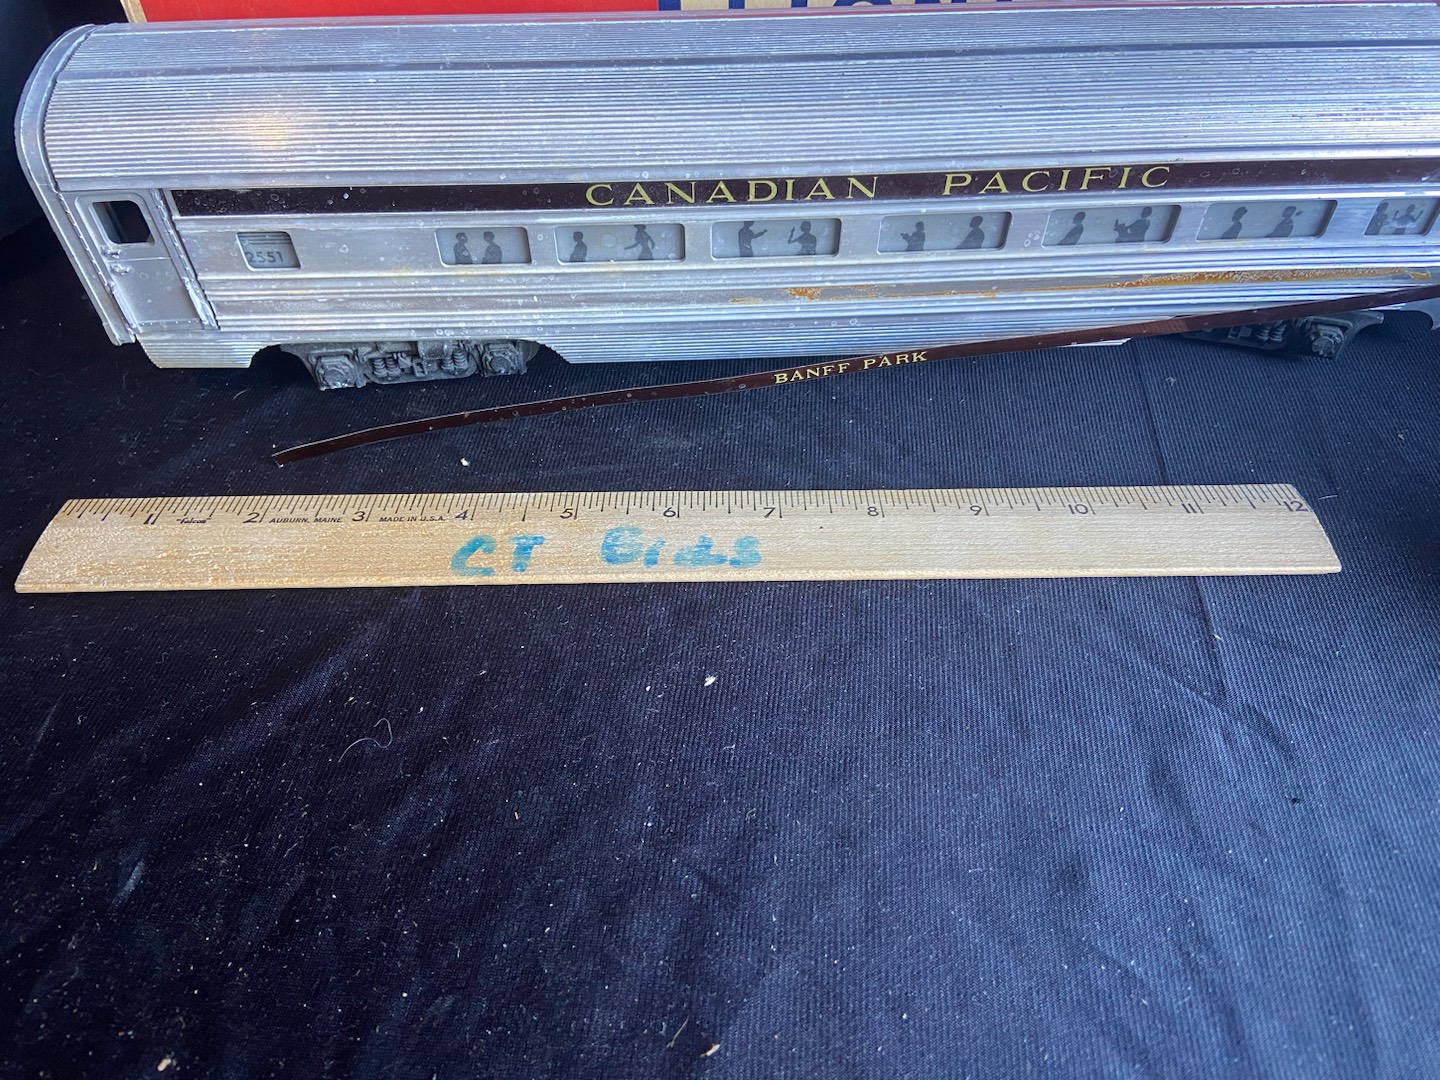 CANADIAN PACIFIC
2551
BANFF PARK
1 2 3 4 5 6 7 8 9 10 11 12
Falcon AUBURN, MAINE MADE IN U.S.A.
CT Bids